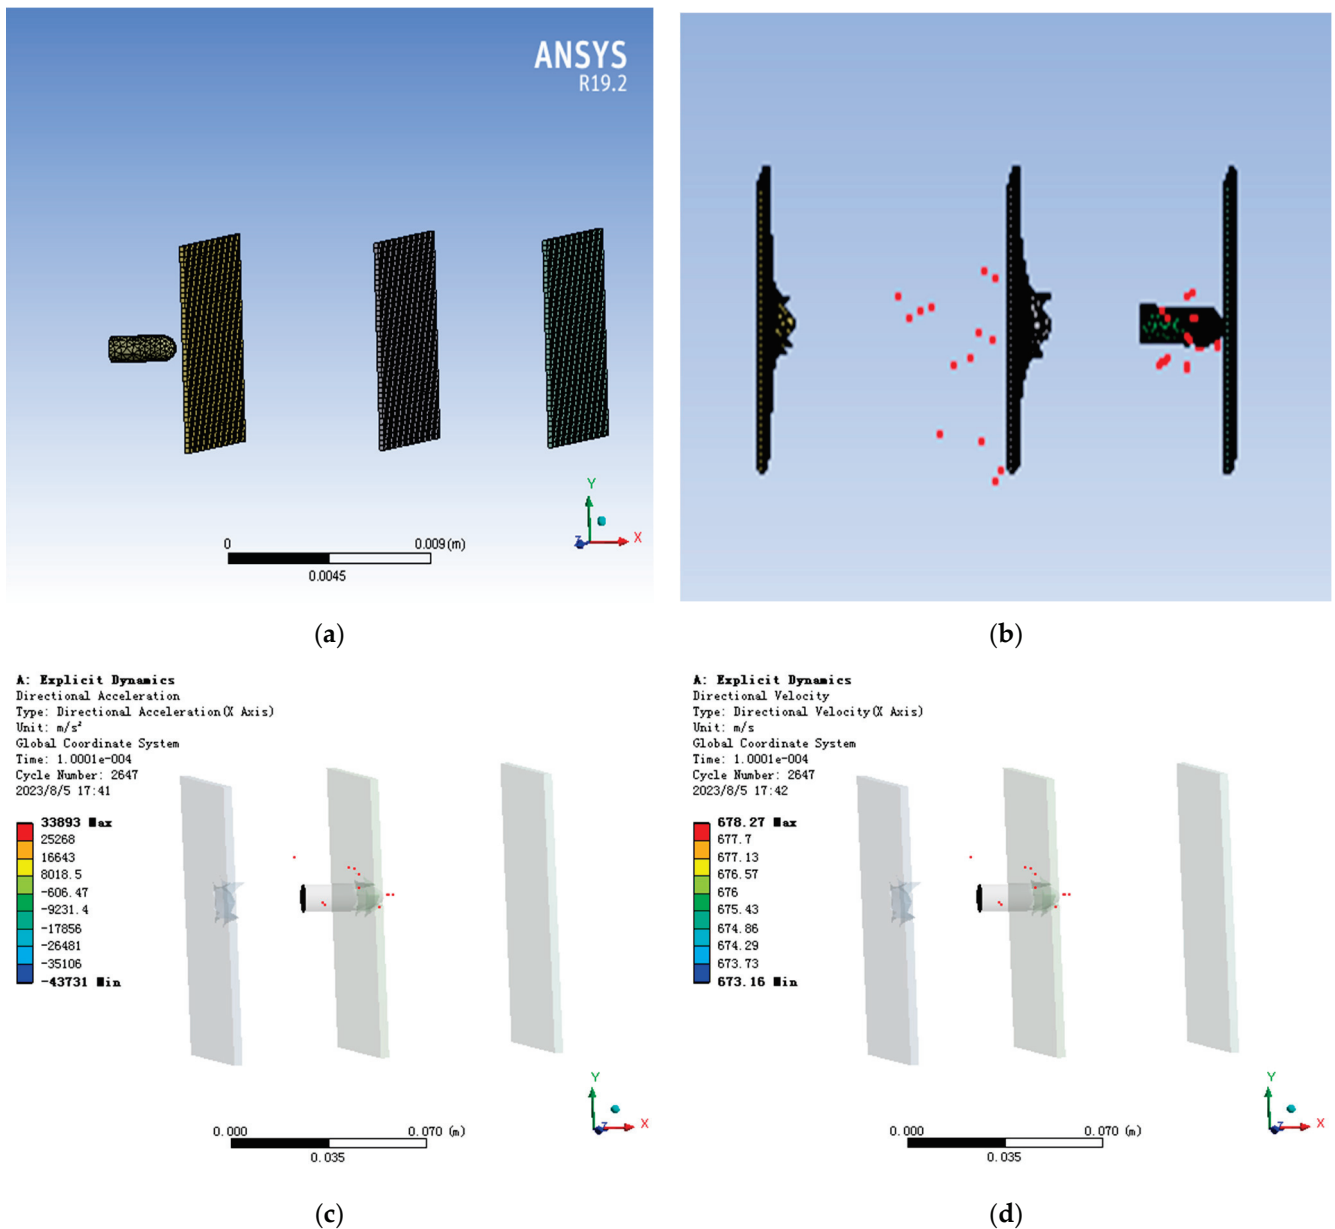 ANSYS
R19.2
Y
X
Z
0
0.009(m)
0.0045
(a)
(b)
A: Explicit Dynamics
Directional Acceleration
Type: Directional Acceleration(X Axis)
Unit: m/s²
Global Coordinate System
Time: 1.0001e-004
Cycle Number: 2647
2023/8/5 17:41
33893 Max
25268
16643
8018.5
-606.47
-9231.4
-17856
-26481
-35106
-43731 Min
Y
X
Z
0.000
0.070 (m)
0.035
(c)
A: Explicit Dynamics
Directional Velocity
Type: Directional Velocity(X Axis)
Unit: m/s
Global Coordinate System
Time: 1.0001e-004
Cycle Number: 2647
2023/8/5 17:42
678.27 Max
677.7
677.13
676.57
676
675.43
674.86
674.29
673.73
673.16 Min
Y
X
Z
0.000
0.070 (m)
0.035
(d)